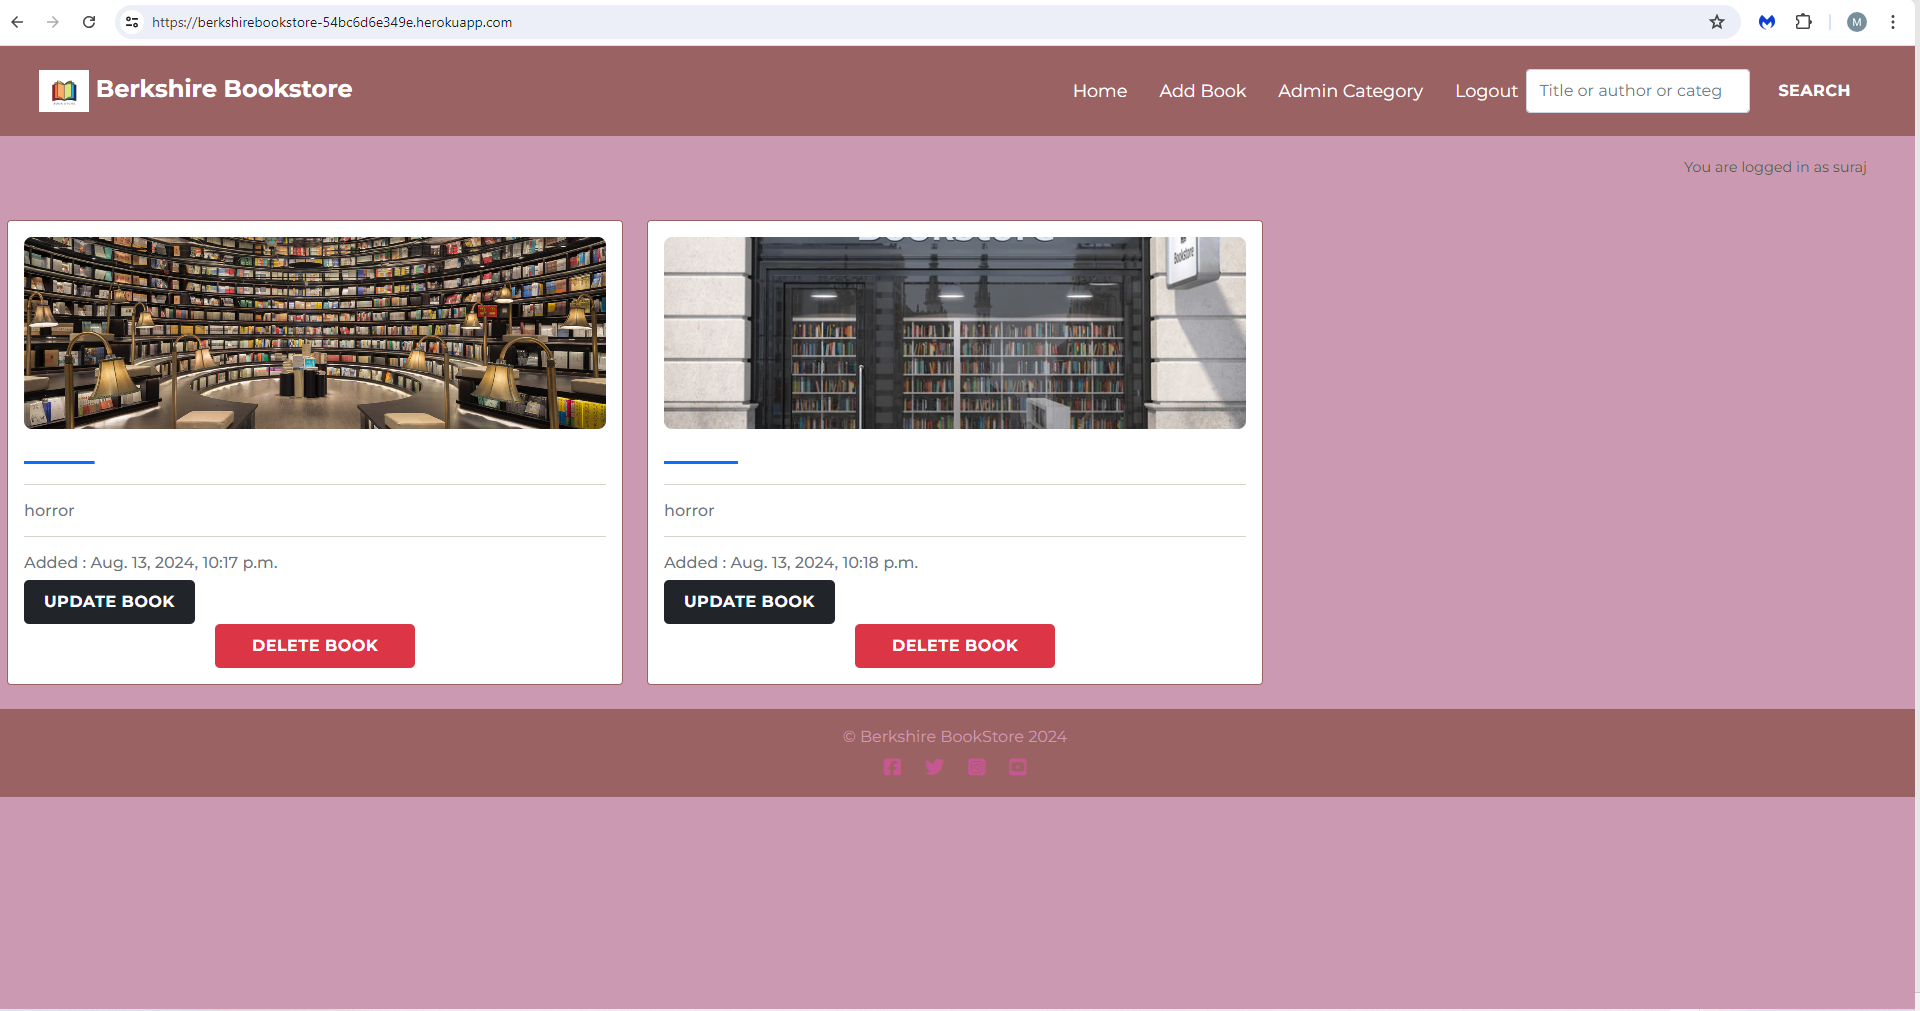 https://berkshirebookstore-54bc6d6e349e.herokuapp.com
M
Berkshire Bookstore
Home
Add Book
Admin Category
Logout
Title or author or categ
SEARCH
You are logged in as suraj
Bookstore
horror
Added : Aug. 13, 2024, 10:17 p.m.
UPDATE BOOK
DELETE BOOK
Bookstore
horror
Added : Aug. 13, 2024, 10:18 p.m.
UPDATE BOOK
DELETE BOOK
© Berkshire BookStore 2024